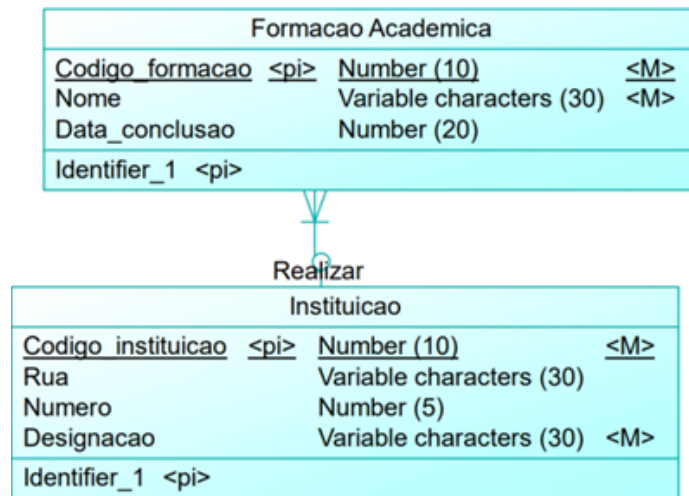 Formacao Academica
Codigo_formacao <pi> Number (10) <M>
Nome Variable characters (30) <M>
Data_conclusao Number (20)
Identifier_1 <pi>
Realizar
Instituicao
Codigo_instituicao <pi> Number (10) <M>
Rua Variable characters (30)
Numero Number (5)
Designacao Variable characters (30) <M>
Identifier_1 <pi>